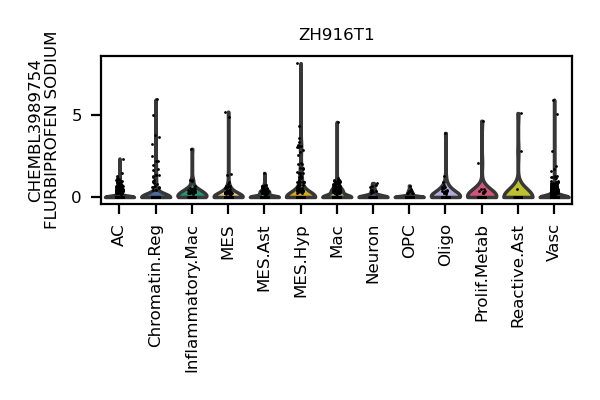 ZH916T1
CHEMBL3989754
FLURBIPROFEN SODIUM
5
0
AC
Chromatin.Reg
Inflammatory.Mac
MES
MES.Ast
MES.Hyp
Mac
Neuron
OPC
Oligo
Prolif.Metab
Reactive.Ast
Vasc